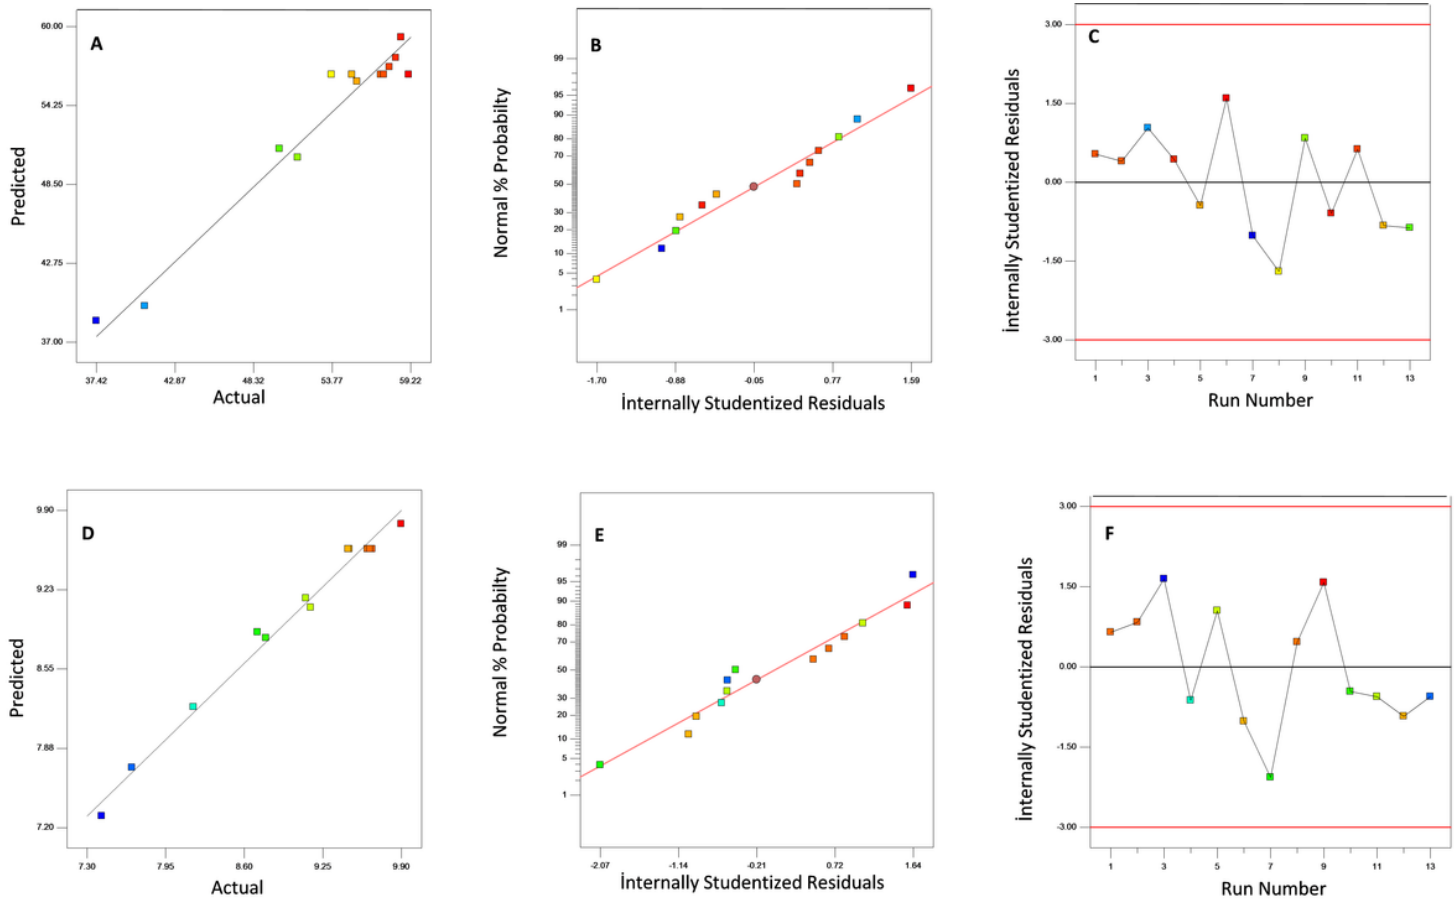 A
Predicted
60.00
54.25
48.50
42.75
37.00
37.42 42.87 48.32 53.77 59.22
Actual
B
Normal % Probabilty
99
95
90
80
70
50
30
20
10
5
1
-1.70 -0.88 -0.05 0.77 1.59
İnternally Studentized Residuals
C
İnternally Studentized Residuals
3.00
1.50
0.00
-1.50
-3.00
1 3 5 7 9 11 13
Run Number
D
Predicted
9.90
9.23
8.55
7.88
7.20
7.30 7.95 8.60 9.25 9.90
Actual
E
Normal % Probabilty
99
95
90
80
70
50
30
20
10
5
1
-2.07 -1.14 -0.21 0.72 1.64
İnternally Studentized Residuals
F
İnternally Studentized Residuals
3.00
1.50
0.00
-1.50
-3.00
1 3 5 7 9 11 13
Run Number